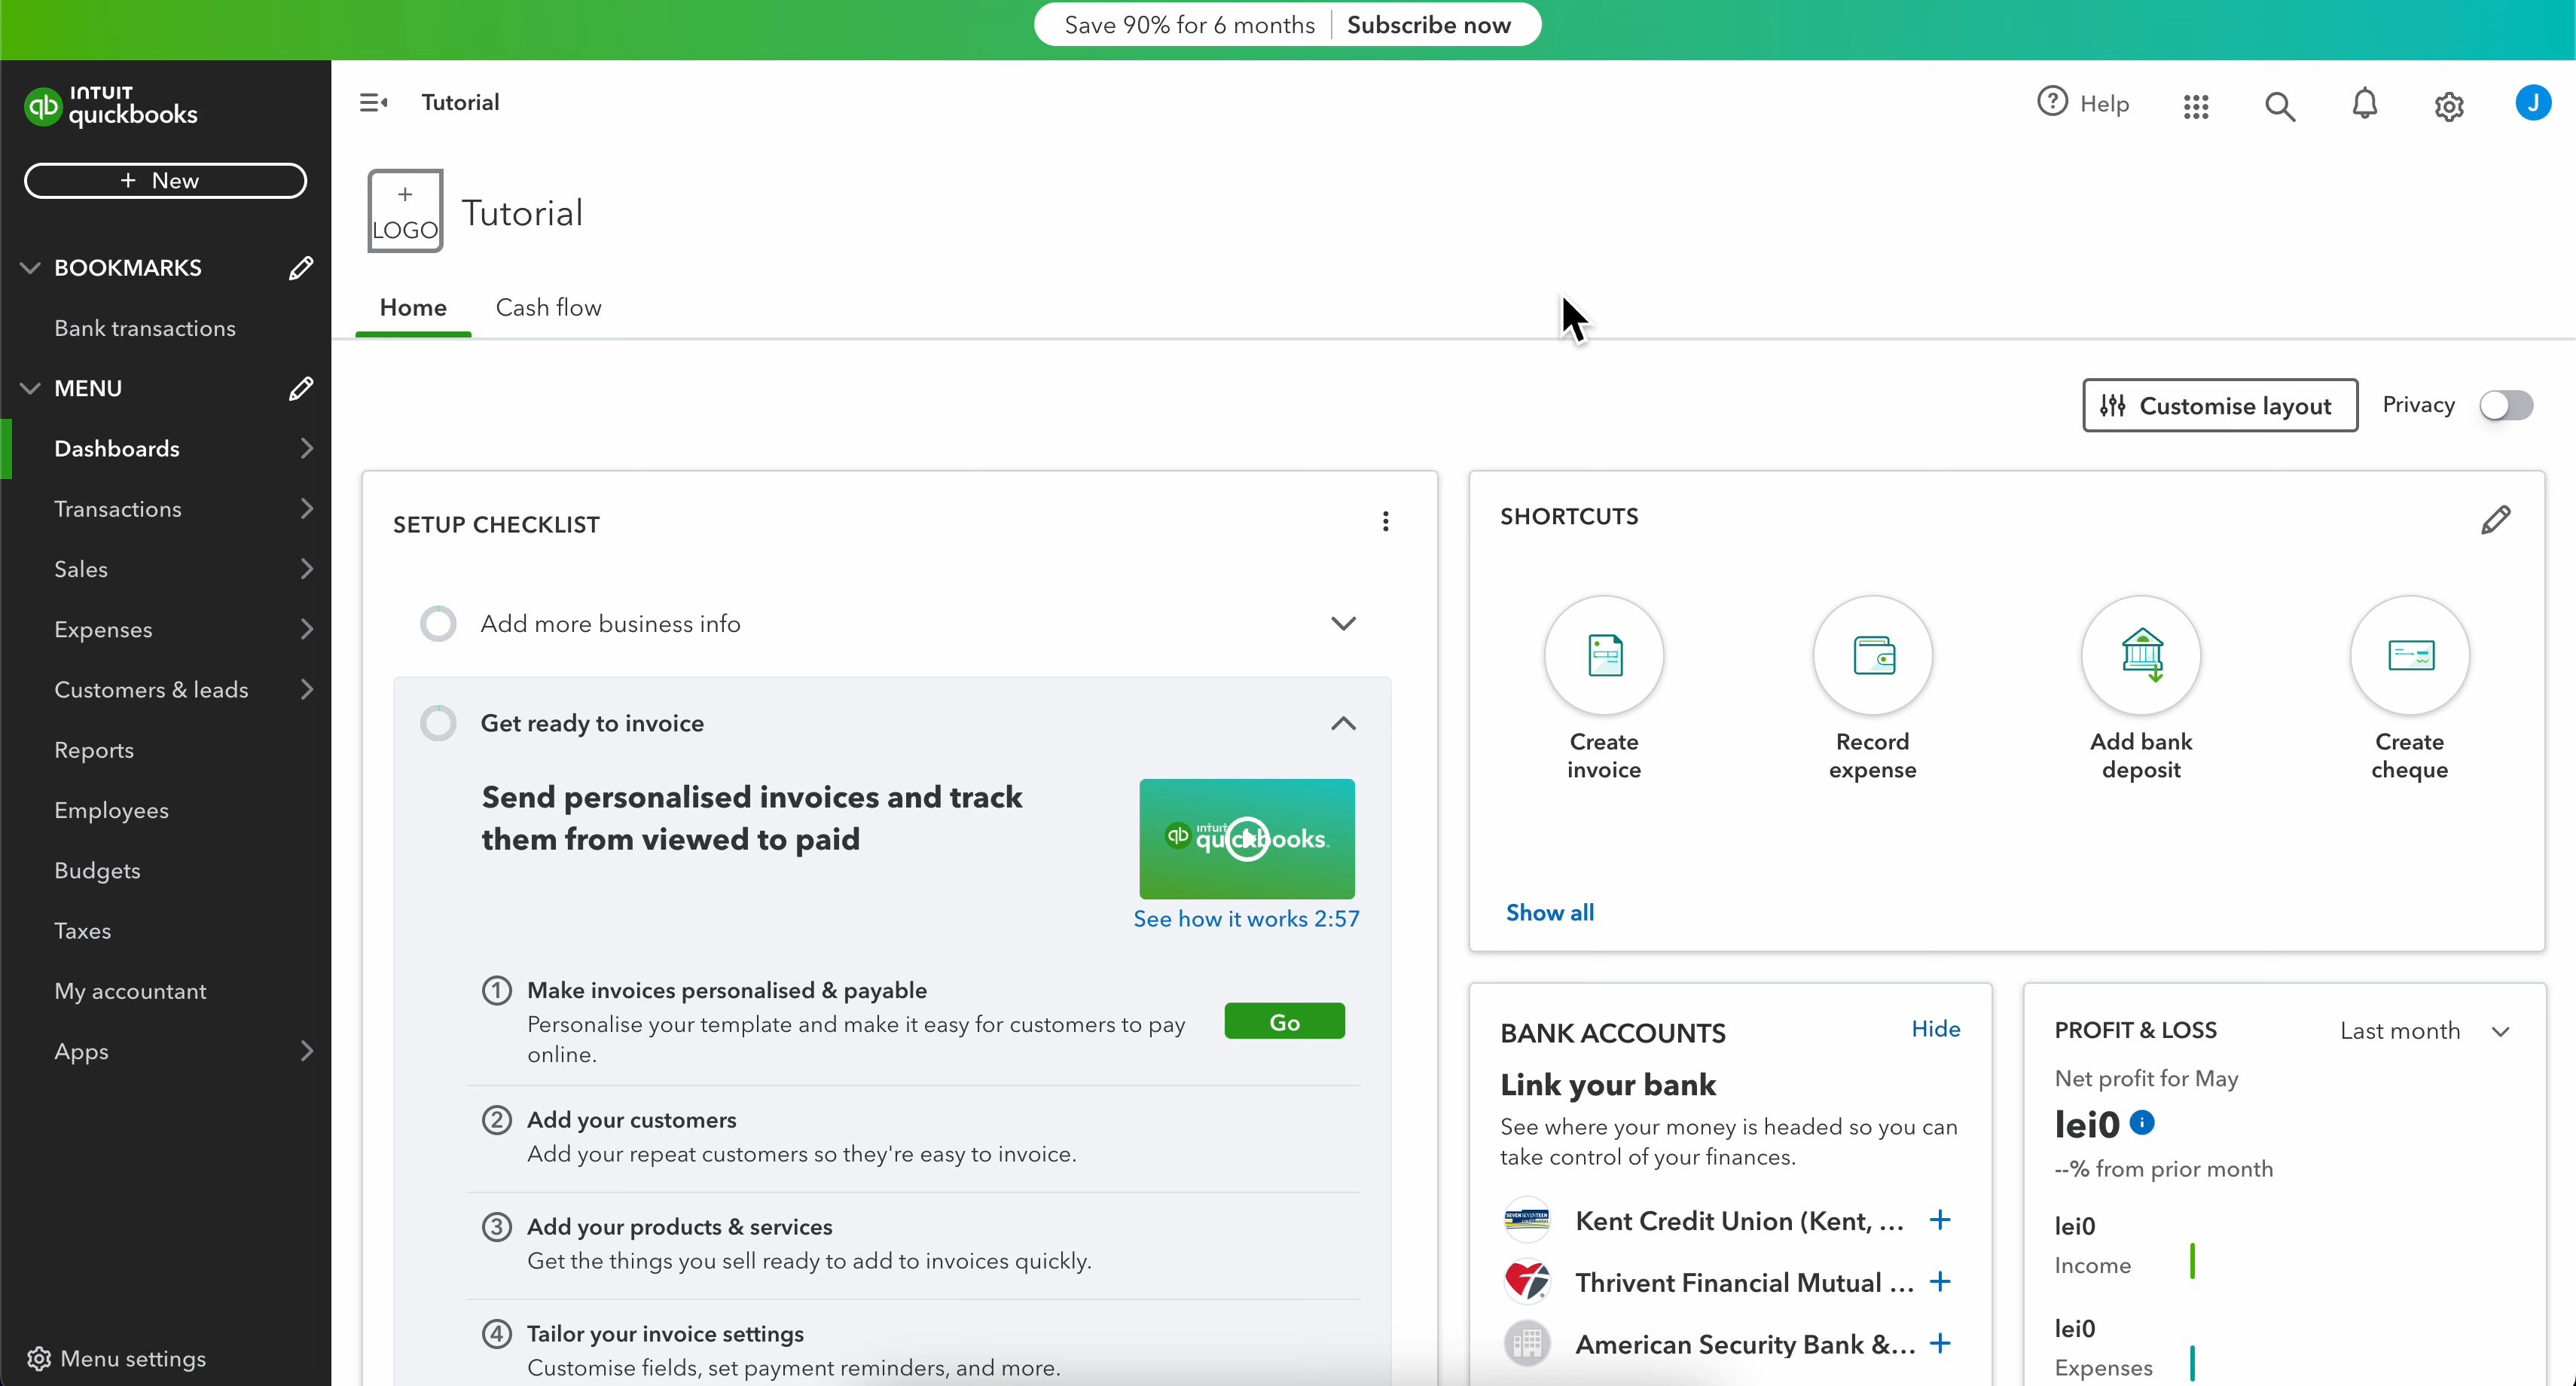 Save 90% for 6 months
Subscribe now
INTUIT
quickbooks
qb
+ New
BOOKMARKS
Bank transactions
MENU
Dashboards
Transactions
Sales
Expenses
Customers & leads
Reports
Employees
Budgets
Taxes
My accountant
Apps
Menu settings
Tutorial
Help
J
+
LOGO
Tutorial
Home
Cash flow
Customise layout
Privacy
SETUP CHECKLIST
Add more business info
Get ready to invoice
Send personalised invoices and track
them from viewed to paid
qb INTUIT quickbooks.
See how it works 2:57
1 Make invoices personalised & payable
Personalise your template and make it easy for customers to pay
online.
Go
2 Add your customers
Add your repeat customers so they're easy to invoice.
3 Add your products & services
Get the things you sell ready to add to invoices quickly.
4 Tailor your invoice settings
Customise fields, set payment reminders, and more.
SHORTCUTS
Create
invoice
Record
expense
Add bank
deposit
Create
cheque
Show all
BANK ACCOUNTS
Hide
Link your bank
See where your money is headed so you can
take control of your finances.
Kent Credit Union (Kent, ... +
Thrivent Financial Mutual ... +
American Security Bank &... +
PROFIT & LOSS
Last month
Net profit for May
lei0
--% from prior month
lei0
Income
lei0
Expenses